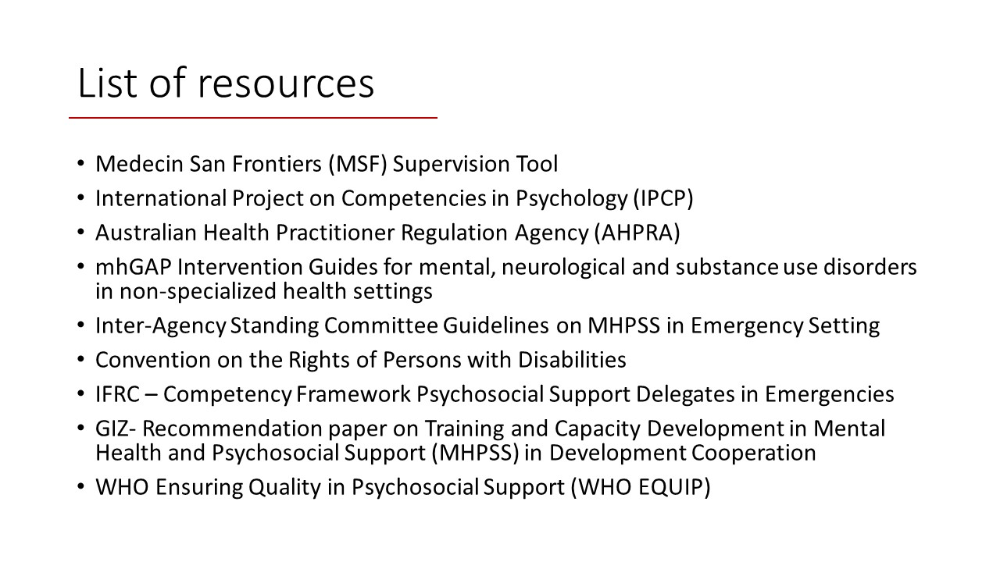 List of resources
• Medecin San Frontiers (MSF) Supervision Tool
• International Project on Competencies in Psychology (IPCP)
• Australian Health Practitioner Regulation Agency (AHPRA)
• mhGAP Intervention Guides for mental, neurological and substance use disorders
in non-specialized health settings
• Inter-Agency Standing Committee Guidelines on MHPSS in Emergency Setting
• Convention on the Rights of Persons with Disabilities
• IFRC – Competency Framework Psychosocial Support Delegates in Emergencies
• GIZ- Recommendation paper on Training and Capacity Development in Mental
Health and Psychosocial Support (MHPSS) in Development Cooperation
• WHO Ensuring Quality in Psychosocial Support (WHO EQUIP)